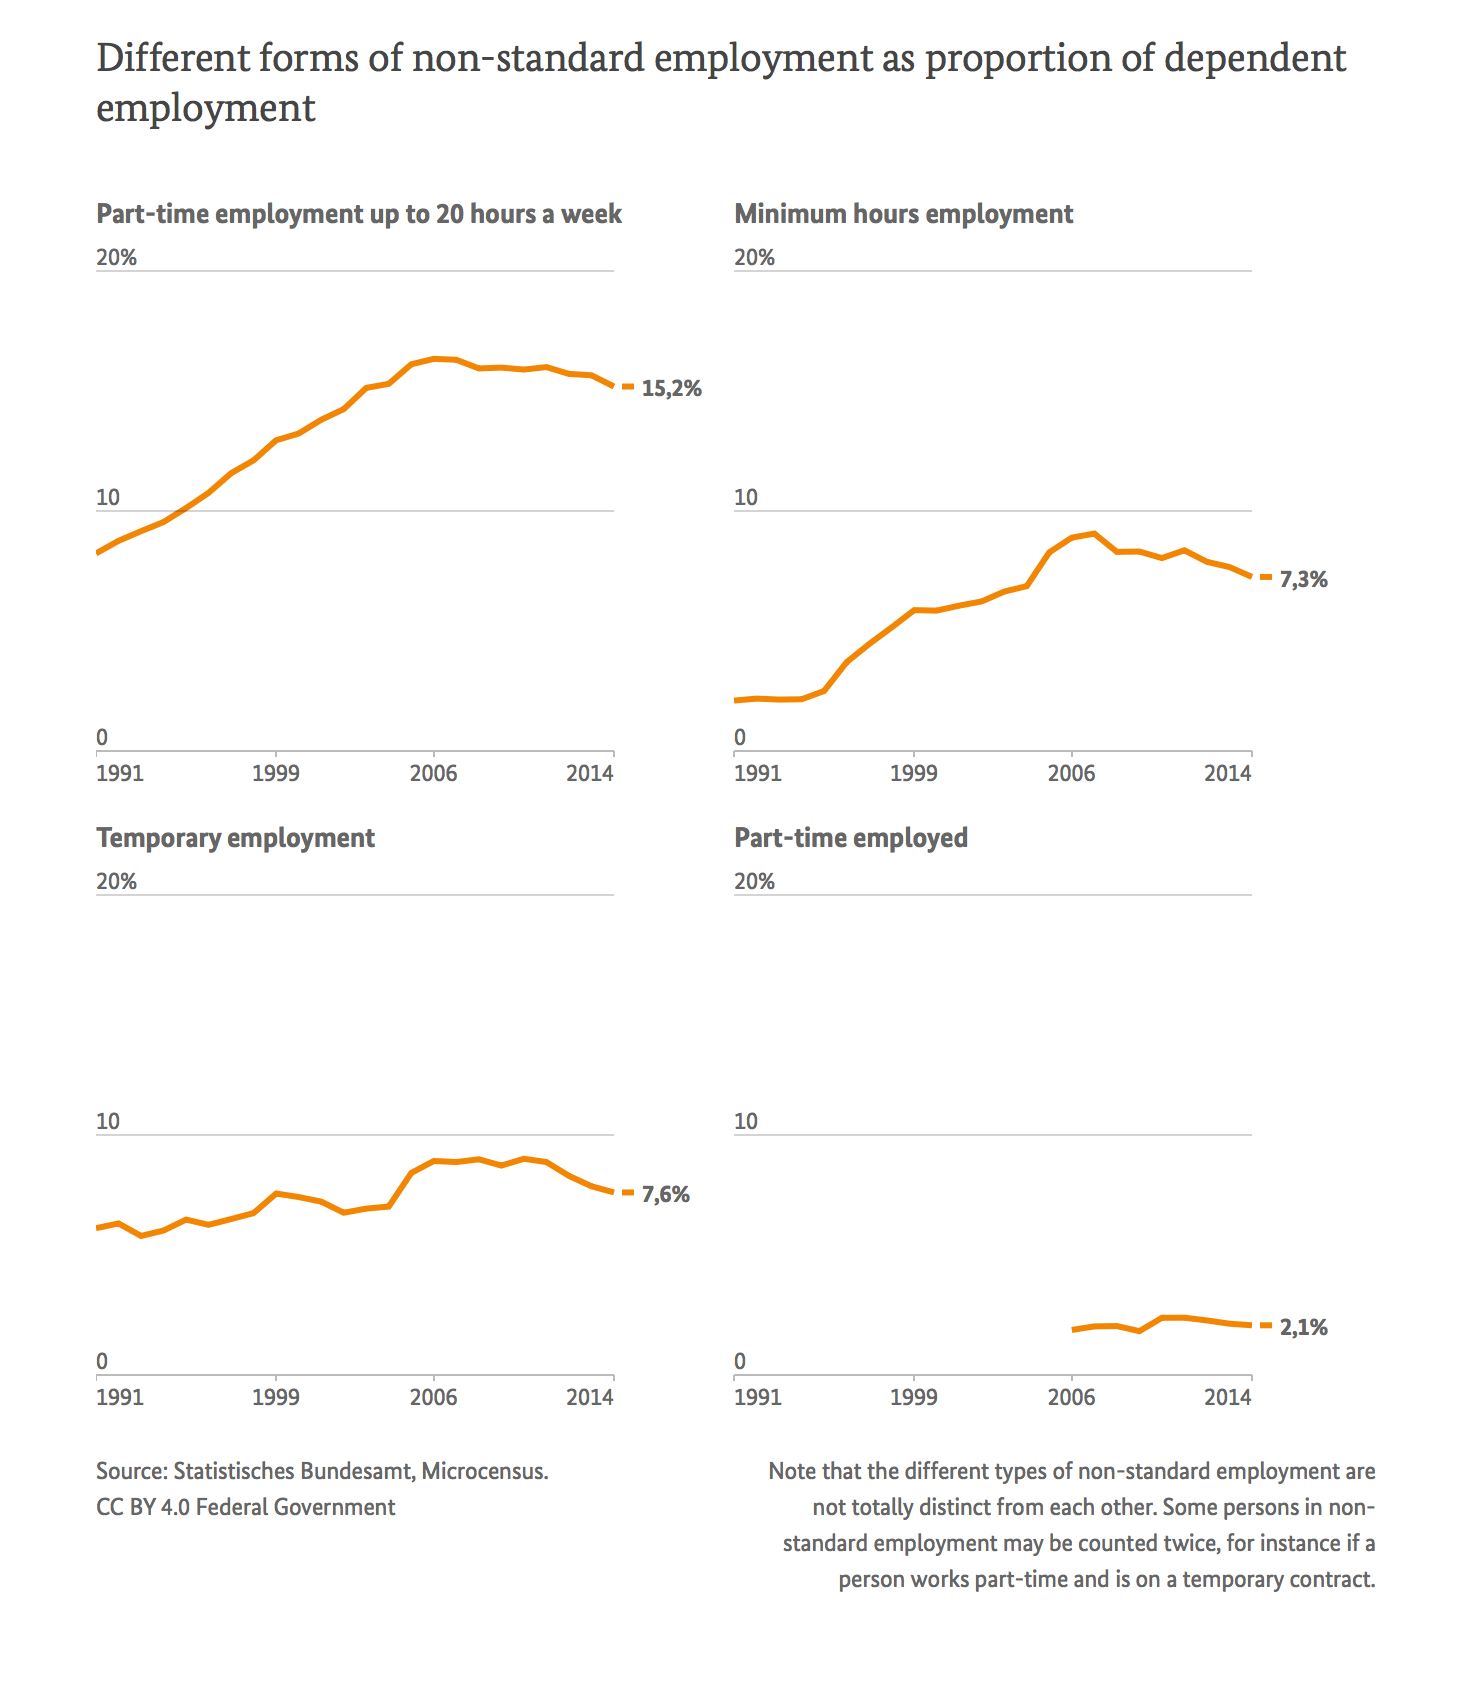 Different forms of non-standard employment as proportion of dependent
employment
Part-time employment up to 20 hours a week
20%
10
0
15,2%
1991 1999 2006 2014
Minimum hours employment
20%
10
0
7,3%
1991 1999 2006 2014
Temporary employment
20%
10
0
7,6%
1991 1999 2006 2014
Part-time employed
20%
10
0
2,1%
1991 1999 2006 2014
Source: Statistisches Bundesamt, Microcensus.
CC BY 4.0 Federal Government
Note that the different types of non-standard employment are
not totally distinct from each other. Some persons in non-
standard employment may be counted twice, for instance if a
person works part-time and is on a temporary contract.